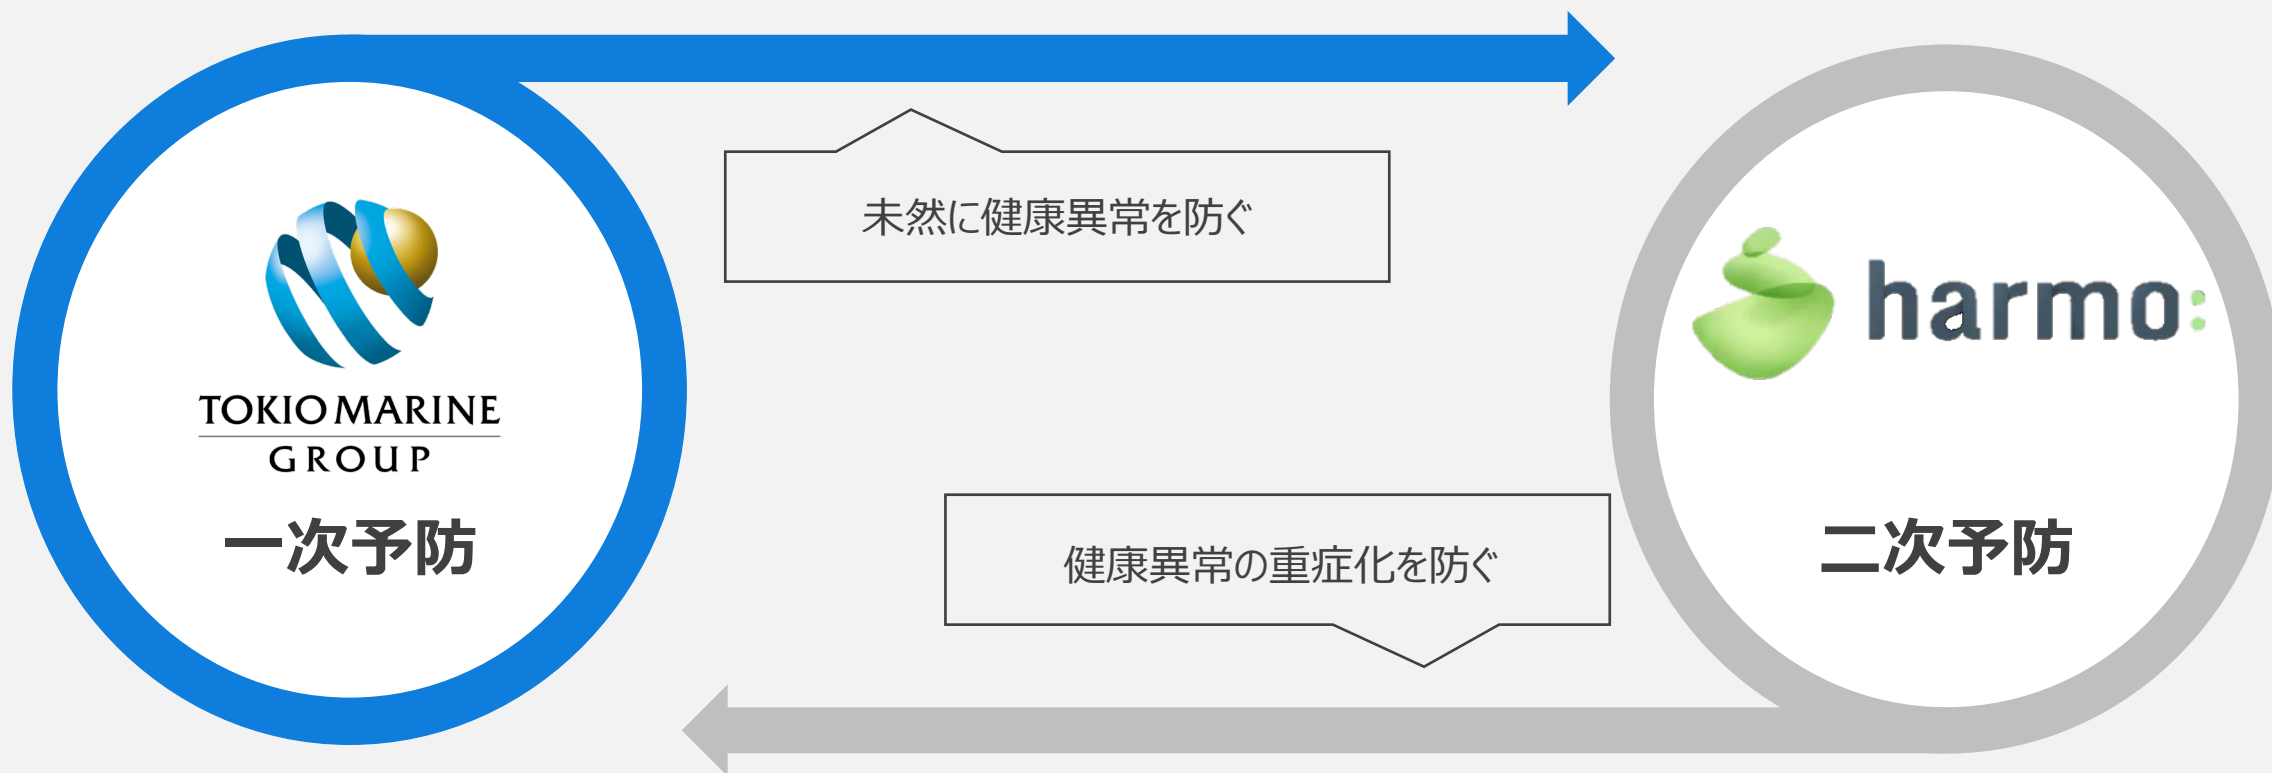 未然に健康異常を防ぐ
TOKIO MARINE
GROUP
一次予防
harmo:
健康異常の重症化を防ぐ
二次予防